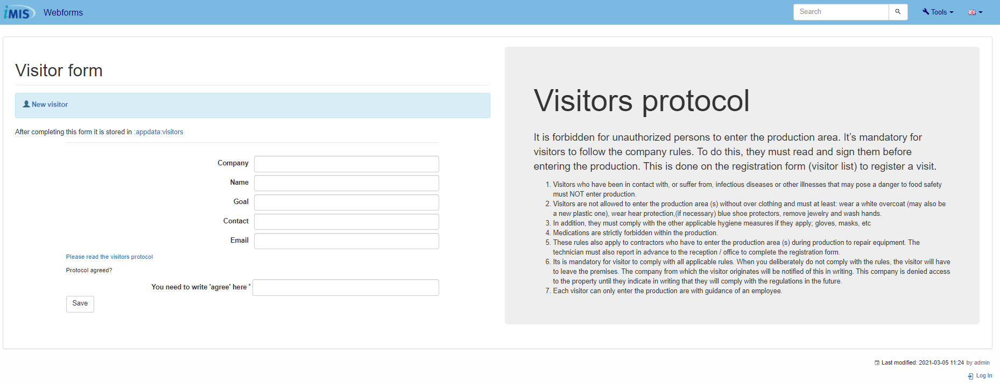 iMIS Webforms Search Tools
Visitor form
New visitor
After completing this form it is stored in :appdata:visitors
Company
Name
Goal
Contact
Email
Please read the visitors protocol
Protocol agreed?
You need to write 'agree' here *
Save
Visitors protocol
It is forbidden for unauthorized persons to enter the production area. It’s mandatory for
visitors to follow the company rules. To do this, they must read and sign them before
entering the production. This is done on the registration form (visitor list) to register a visit.
1. Visitors who have been in contact with, or suffer from, infectious diseases or other illnesses that may pose a danger to food safety
must NOT enter production.
2. Visitors are not allowed to enter the production area (s) without over clothing and must at least: wear a white overcoat (may also be
a new plastic one), wear hear protection,(if necessary) blue shoe protectors, remove jewelry and wash hands.
3. In addition, they must comply with the other applicable hygiene measures if they apply; gloves, masks, etc
4. Medications are strictly forbidden within the production.
5. These rules also apply to contractors who have to enter the production area (s) during production to repair equipment. The
technician must also report in advance to the reception / office to complete the registration form.
6. Its is mandatory for visitor to comply with all applicable rules. When you deliberately do not comply with the rules, the visitor will have
to leave the premises. The company from which the visitor originates will be notified of this in writing. This company is denied access
to the property until they indicate in writing that they will comply with the regulations in the future.
7. Each visitor can only enter the production are with guidance of an employee.
Last modified: 2021-03-05 11:24 by admin
Log In